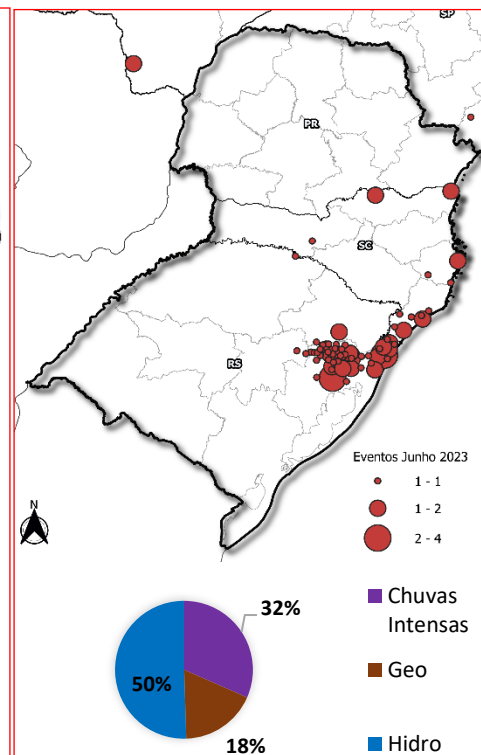 SP
PR
SC
RS
Eventos Junho 2023
1 - 1
1 - 2
2 - 4
N
32%
50%
18%
Chuvas
Intensas
Geo
Hidro